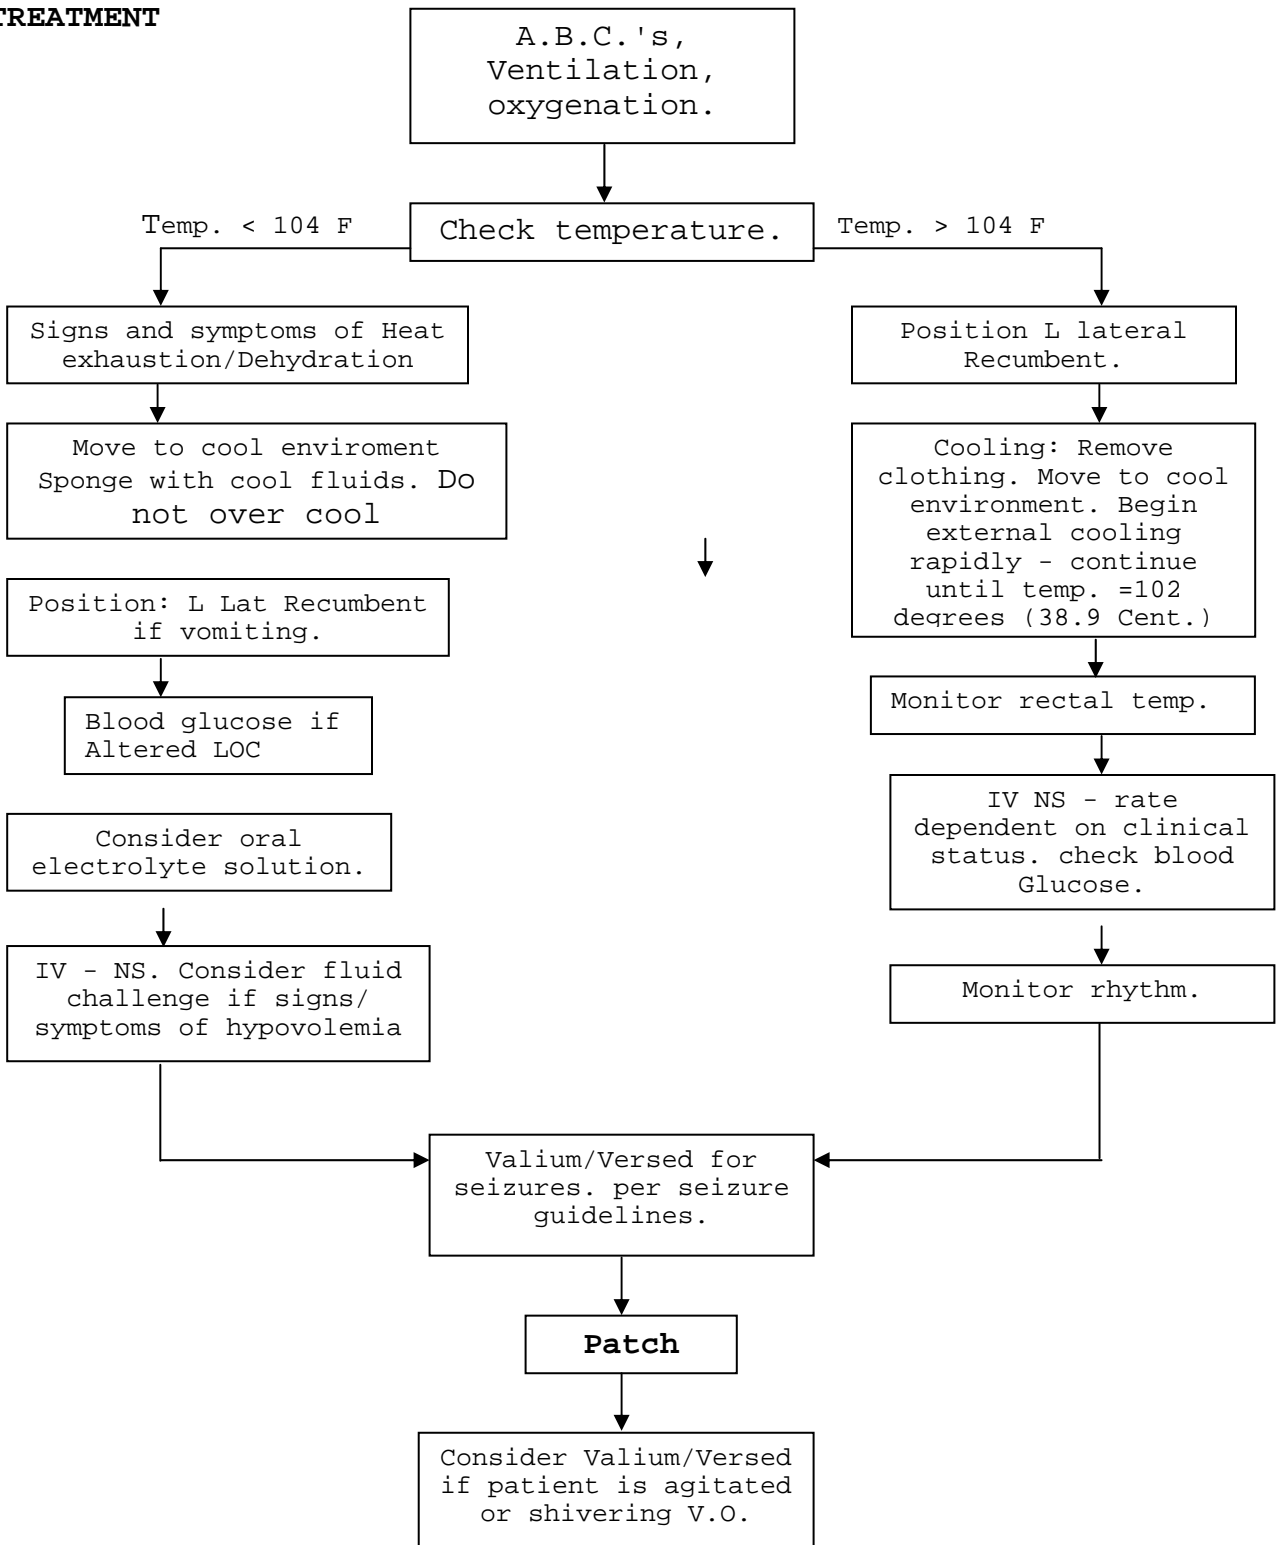 TREATMENT
A.B.C.'s,
Ventilation,
oxygenation.
Temp. < 104 F
Check temperature.
Temp. > 104 F
Signs and symptoms of Heat
exhaustion/Dehydration
Move to cool enviroment
Sponge with cool fluids. Do
not over cool
Position: L Lat Recumbent
if vomiting.
Blood glucose if
Altered LOC
Consider oral
electrolyte solution.
IV - NS. Consider fluid
challenge if signs/
symptoms of hypovolemia
Position L lateral
Recumbent.
Cooling: Remove
clothing. Move to cool
environment. Begin
external cooling
rapidly - continue
until temp. =102
degrees (38.9 Cent.)
Monitor rectal temp.
IV NS - rate
dependent on clinical
status. check blood
Glucose.
Monitor rhythm.
Valium/Versed for
seizures. per seizure
guidelines.
Patch
Consider Valium/Versed
if patient is agitated
or shivering V.O.